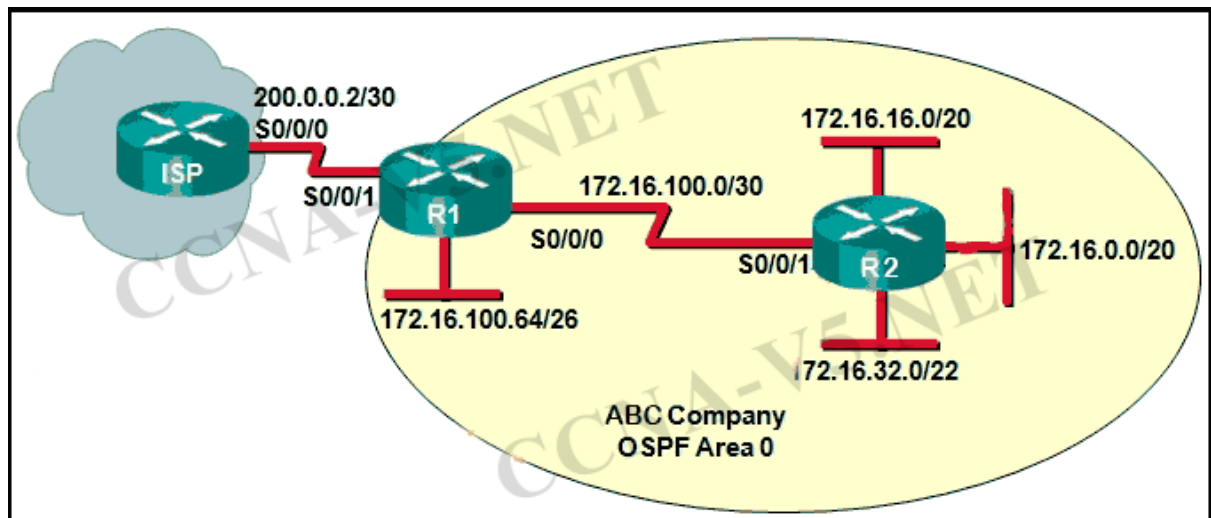 200.0.0.2/30
S0/0/0
ISP
S0/0/1
R1
172.16.100.0/30
S0/0/0
172.16.100.64/26
172.16.16.0/20
S0/0/1
R2
172.16.0.0/20
172.16.32.0/22
ABC Company
OSPF Area 0
CCNA-V5.NET
CCNA-V5.NET